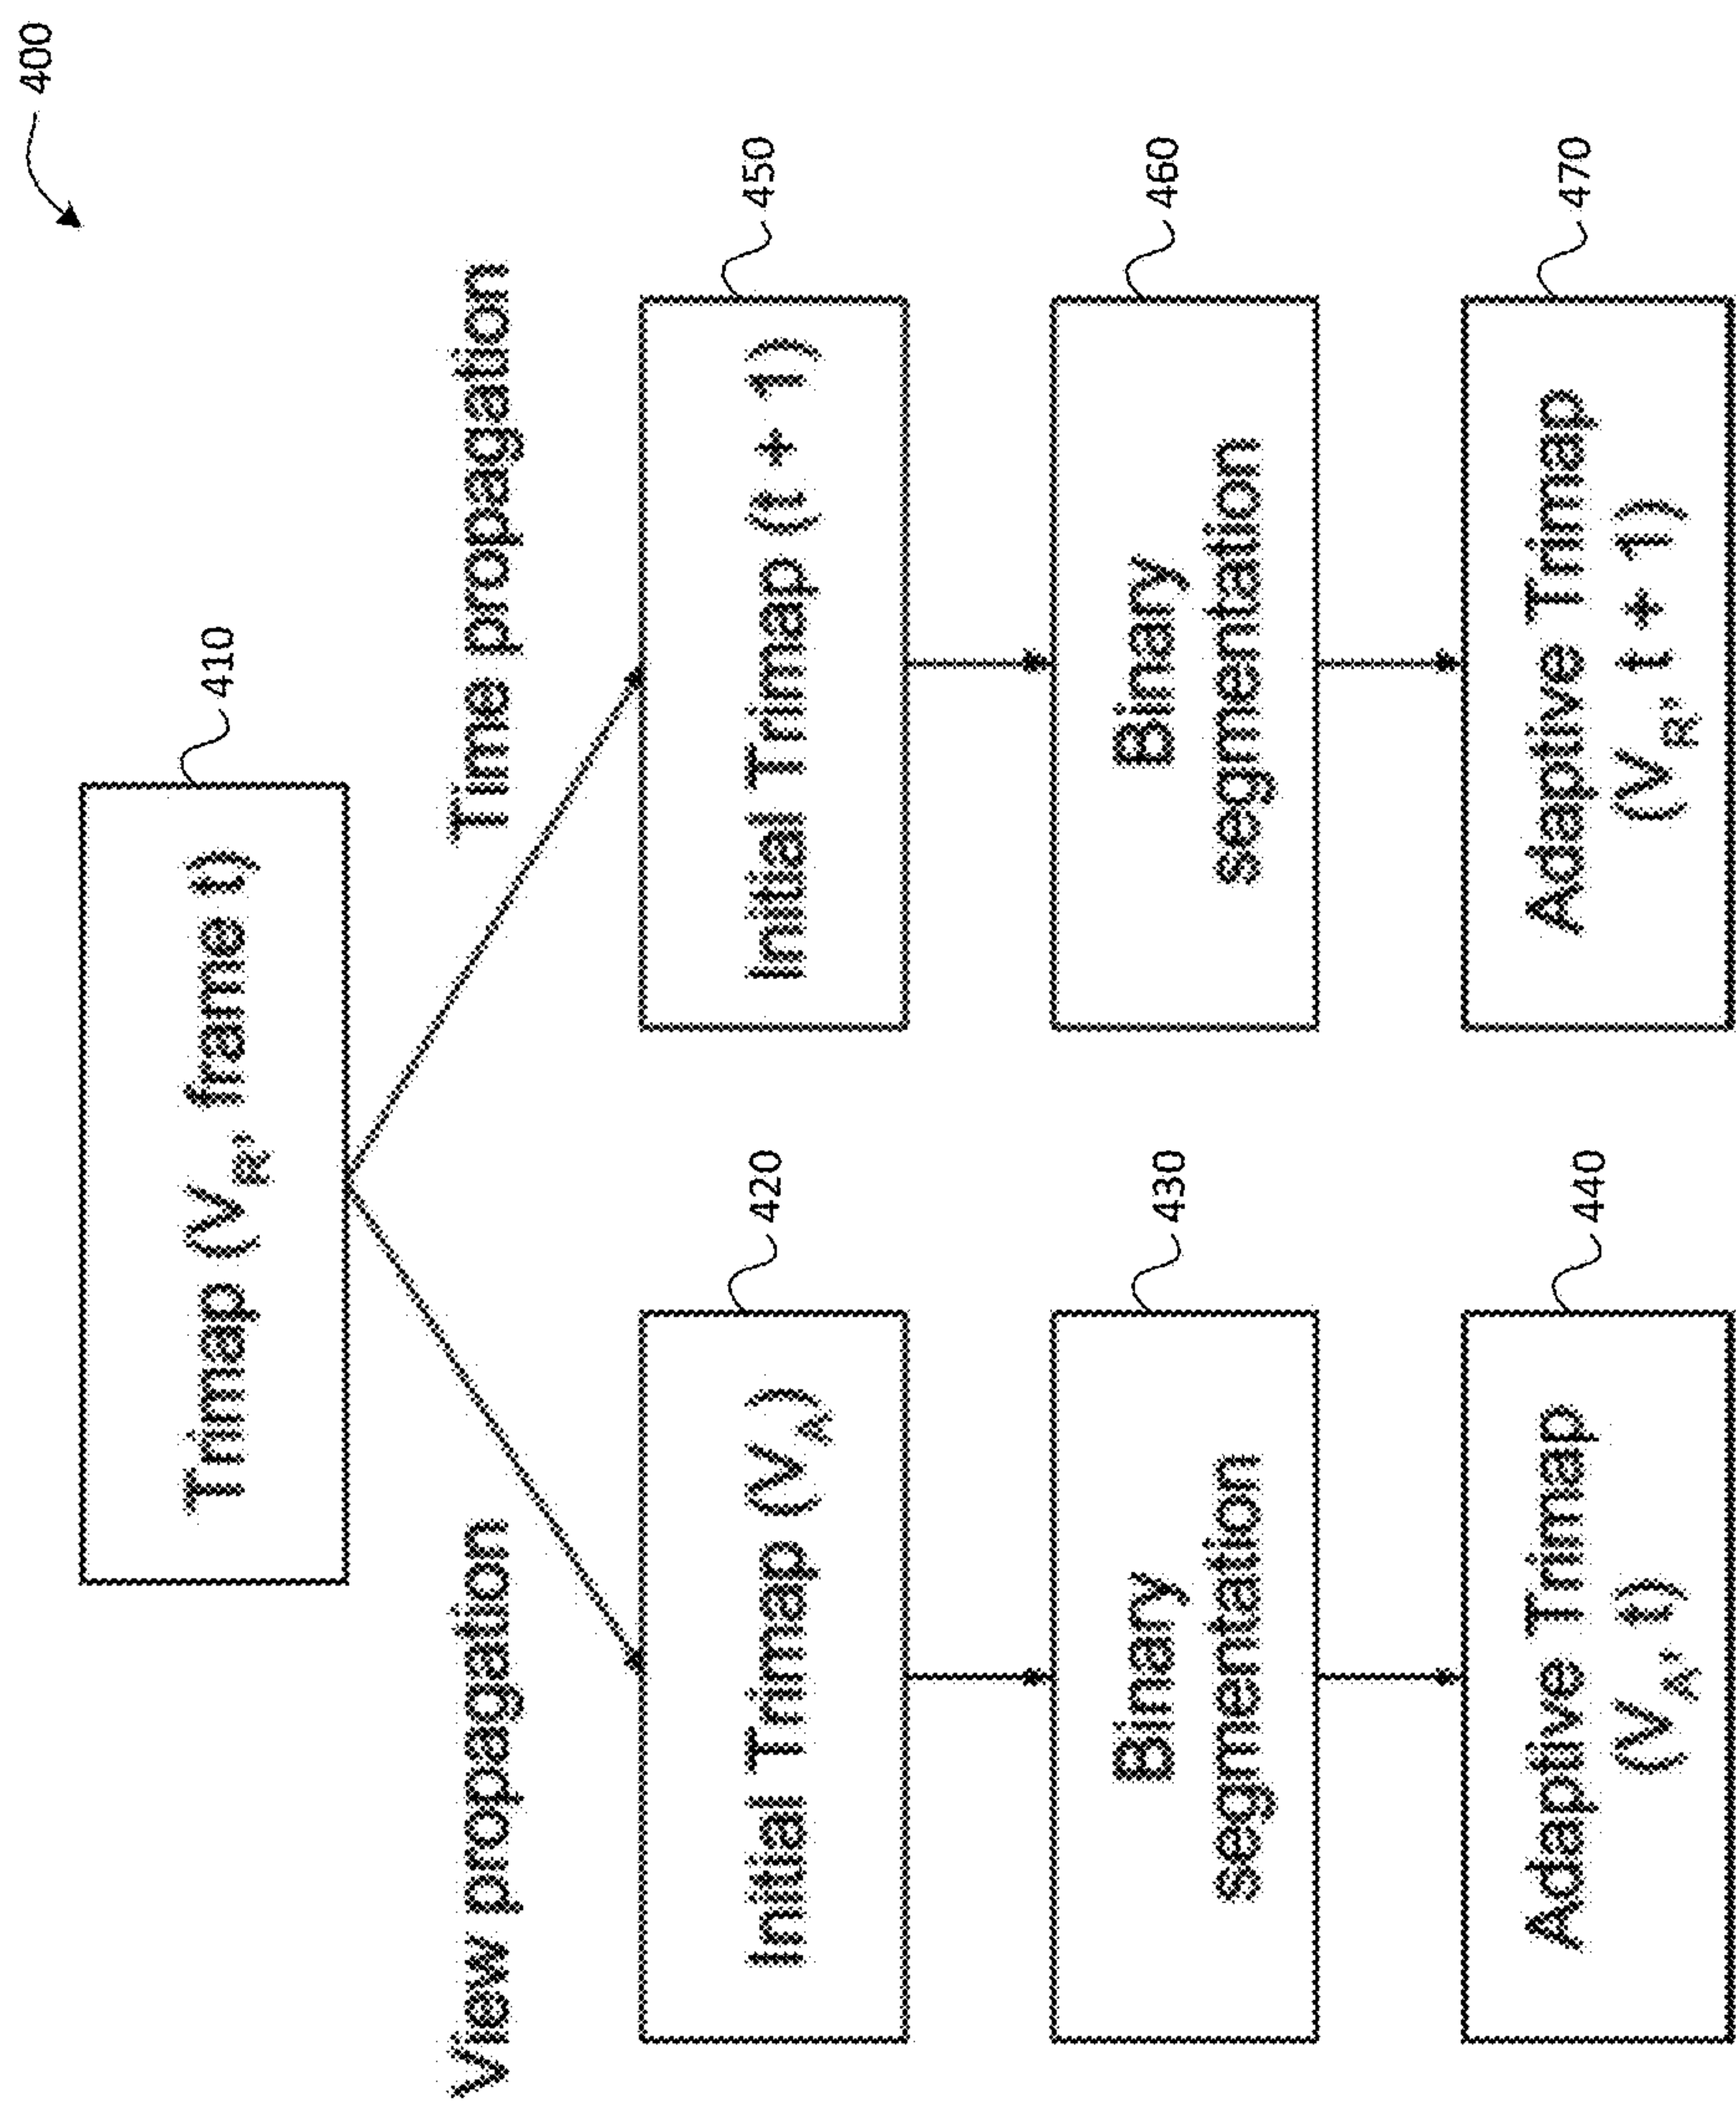 400
410
Trimap (V_R, frame t)
View propagation
Time propagation
420
Initial Trimap (V_A)
450
Initial Trimap (t + 1)
430
Binary
segmentation
460
Binary
segmentation
440
Adaptive Trimap
(V_A, t)
470
Adaptive Trimap
(V_R, t + 1)